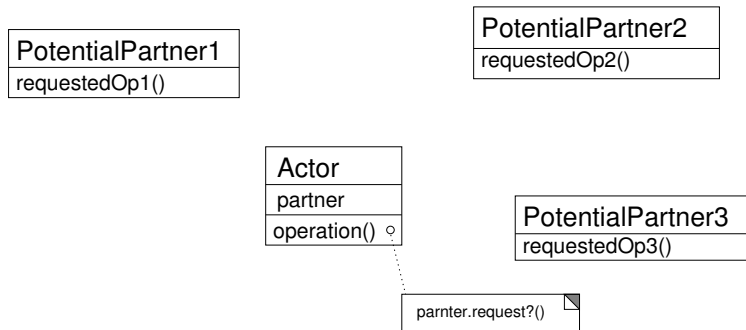 PotentialPartner1
requestedOp1()
PotentialPartner2
requestedOp2()
Actor
partner
operation()
PotentialPartner3
requestedOp3()
parnter.request?()